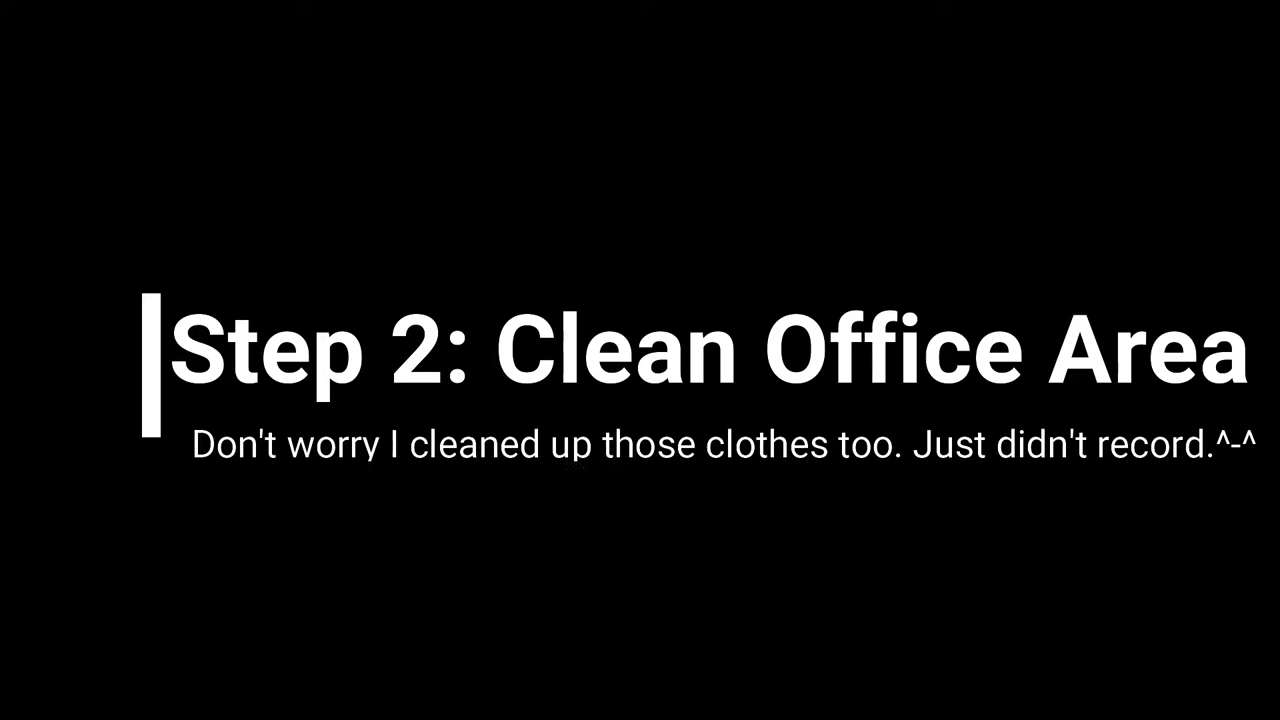 Step 2: Clean Office Area
Don't worry I cleaned up those clothes too. Just didn't record.^-^